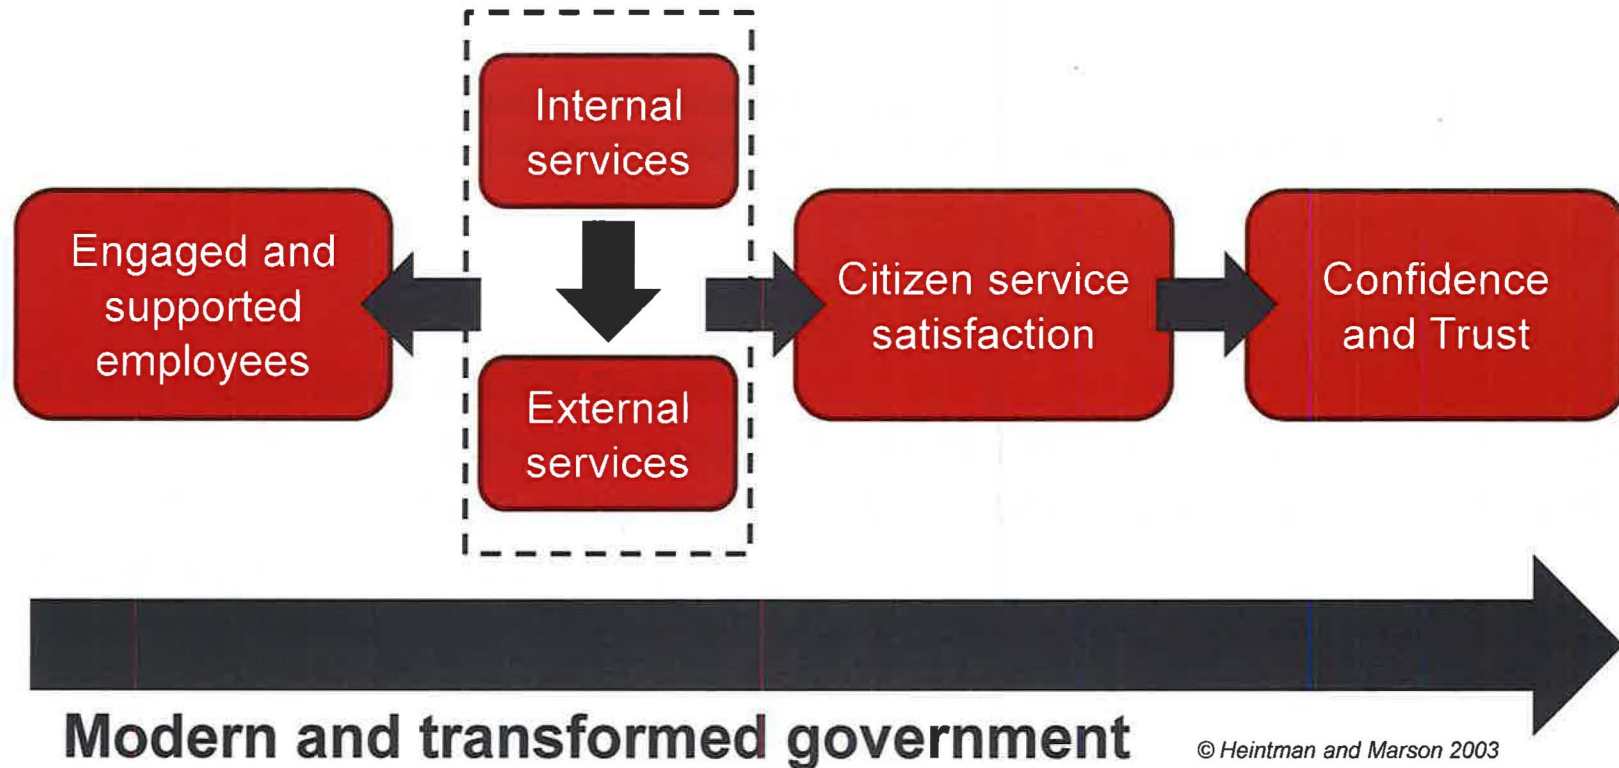 Internal
services
Engaged and
supported
employees
External
services
Citizen service
satisfaction
Confidence
and Trust
Modern and transformed government
© Heintman and Marson 2003